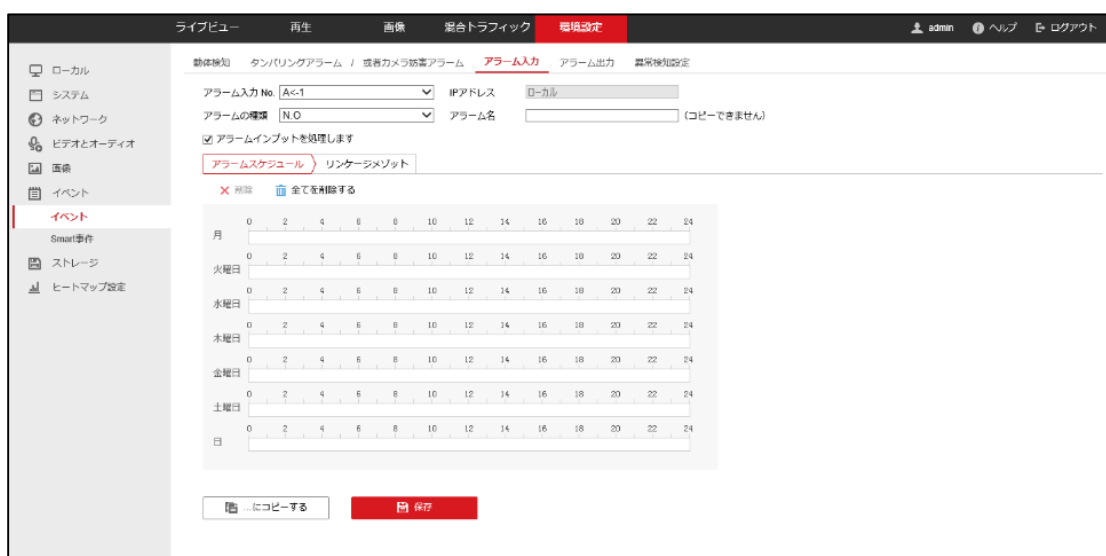 ライブビュー 再生 画像 混合トラフィック 環境設定 admin ヘルプ ログアウト
ローカル
システム
ネットワーク
ビデオとオーディオ
画像
イベント
イベント
Smart事件
ストレージ
ヒートマップ設定
動体検知 タンパリングアラーム / 或者カメラ妨害アラーム アラーム入力 アラーム出力 異常検知設定
アラーム入力 No. A<-1 IPアドレス ローカル
アラームの種類 N.O アラーム名 (コピーできません)
アラームインプットを処理します
アラームスケジュール リンケージメゾット
削除 全てを削除する
0 2 4 6 8 10 12 14 16 18 20 22 24
月
0 2 4 6 8 10 12 14 16 18 20 22 24
火曜日
0 2 4 6 8 10 12 14 16 18 20 22 24
水曜日
0 2 4 6 8 10 12 14 16 18 20 22 24
木曜日
0 2 4 6 8 10 12 14 16 18 20 22 24
金曜日
0 2 4 6 8 10 12 14 16 18 20 22 24
土曜日
0 2 4 6 8 10 12 14 16 18 20 22 24
日
...にコピーする 保存